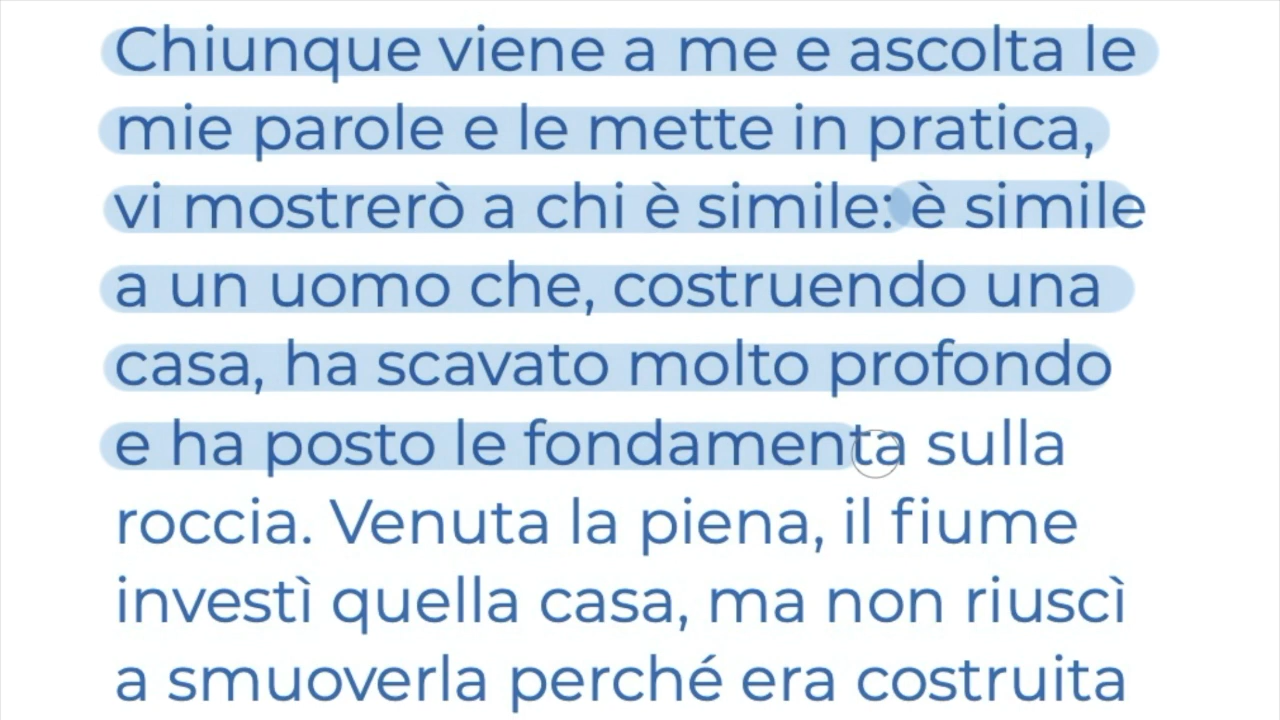 Chiunque viene a me e ascolta le
mie parole e le mette in pratica,
vi mostrerò a chi è simile: è simile
a un uomo che, costruendo una
casa, ha scavato molto profondo
e ha posto le fondamenta sulla
roccia. Venuta la piena, il fiume
investì quella casa, ma non riuscì
a smuoverla perché era costruita